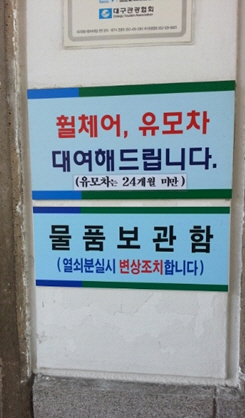 대구관광협회
휠체어, 유모차
대여해드립니다.
(유모차는 24개월 미만)
물품보관함
(열쇠분실시 변상조치합니다)